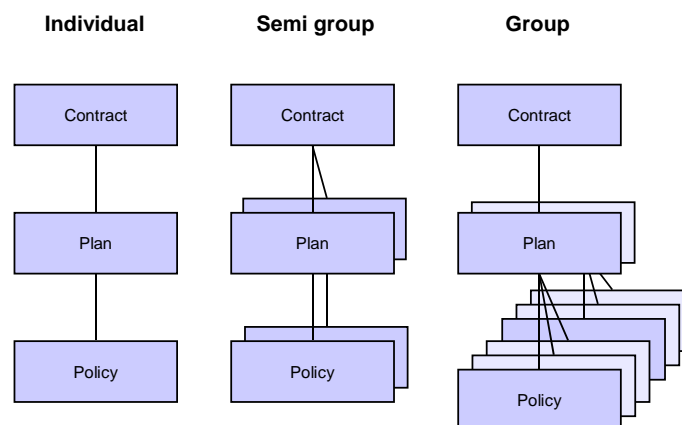 Individual
Semi group
Group
Contract
Contract
Contract
Plan
Plan
Plan
Policy
Policy
Policy